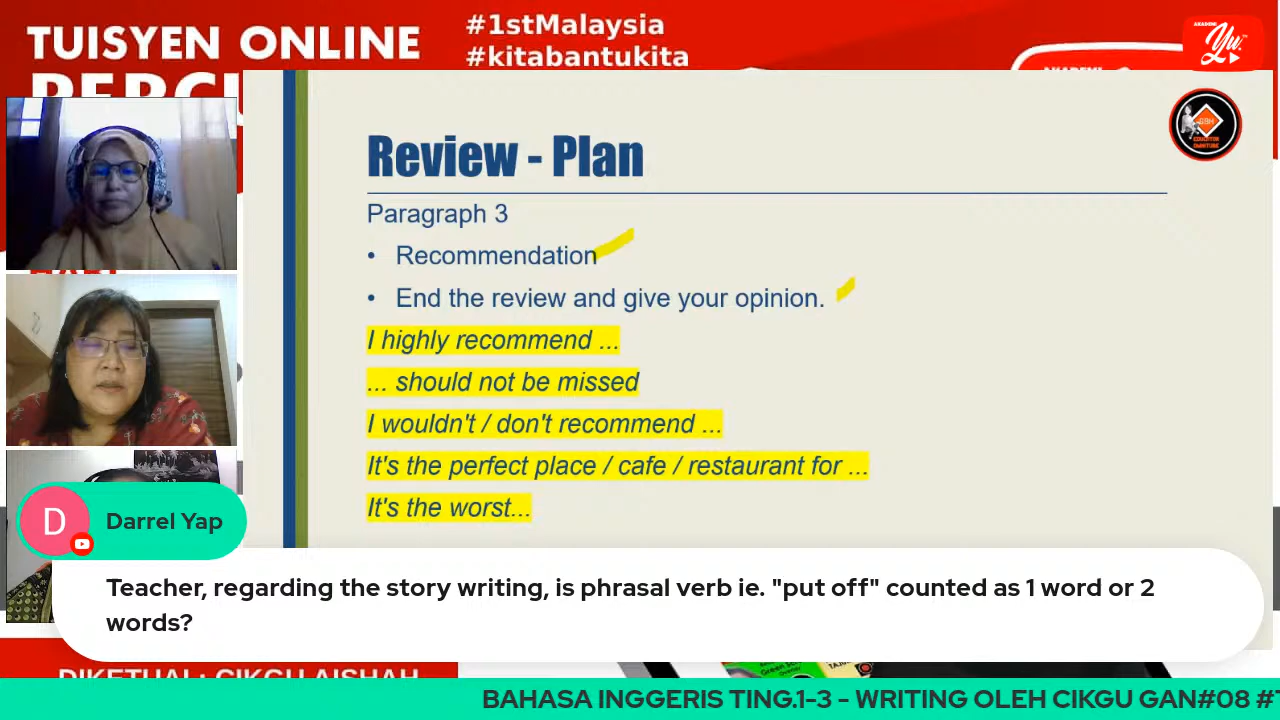 TUISYEN ONLINE
#1stMalaysia
#kitabantukita
Review - Plan
Paragraph 3
• Recommendation
• End the review and give your opinion.
I highly recommend ...
... should not be missed
I wouldn't / don't recommend ...
It's the perfect place / cafe / restaurant for ...
It's the worst...
D
Darrel Yap
Teacher, regarding the story writing, is phrasal verb ie. "put off" counted as 1 word or 2
words?
DIKETUAI : CIKGU AISHAH
BAHASA INGGERIS TING.1-3 - WRITING OLEH CIKGU GAN#08 #